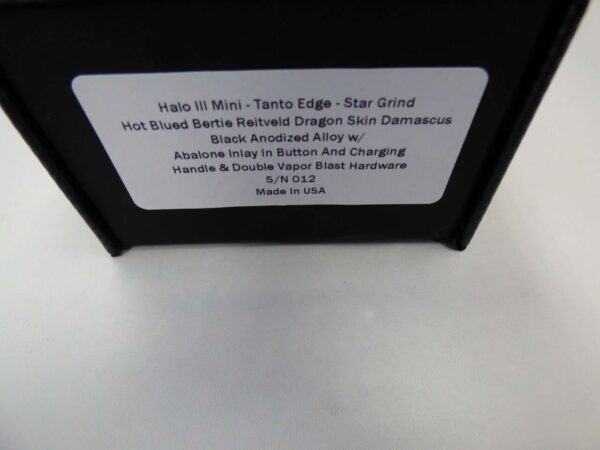 Halo III Mini - Tanto Edge - Star Grind
Hot Blued Bertie Reitveld Dragon Skin Damascus
Black Anodized Alloy w/
Abalone Inlay In Button And Charging
Handle & Double Vapor Blast Hardware
S/N 012
Made In USA